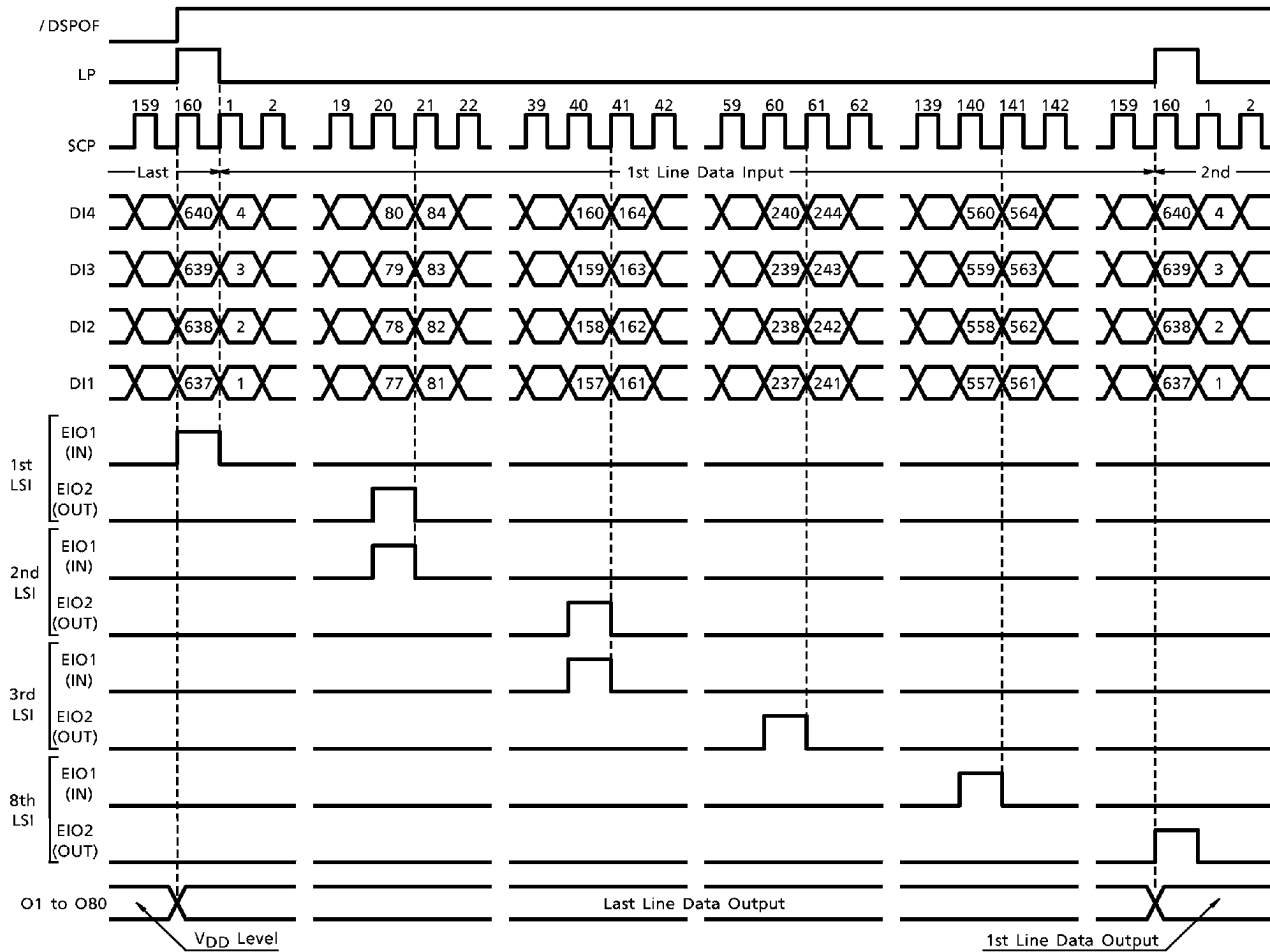 /DSPOF
LP
159 160 1 2 19 20 21 22 39 40 41 42 59 60 61 62 139 140 141 142 159 160 1 2
SCP
Last 1st Line Data Input 2nd
DI4 640 4 80 84 160 164 240 244 560 564 640 4
DI3 639 3 79 83 159 163 239 243 559 563 639 3
DI2 638 2 78 82 158 162 238 242 558 562 638 2
DI1 637 1 77 81 157 161 237 241 557 561 637 1
1st
LSI
EIO1
(IN)
EIO2
(OUT)
2nd
LSI
EIO1
(IN)
EIO2
(OUT)
3rd
LSI
EIO1
(IN)
EIO2
(OUT)
8th
LSI
EIO1
(IN)
EIO2
(OUT)
O1 to O80 Last Line Data Output
VDD Level 1st Line Data Output